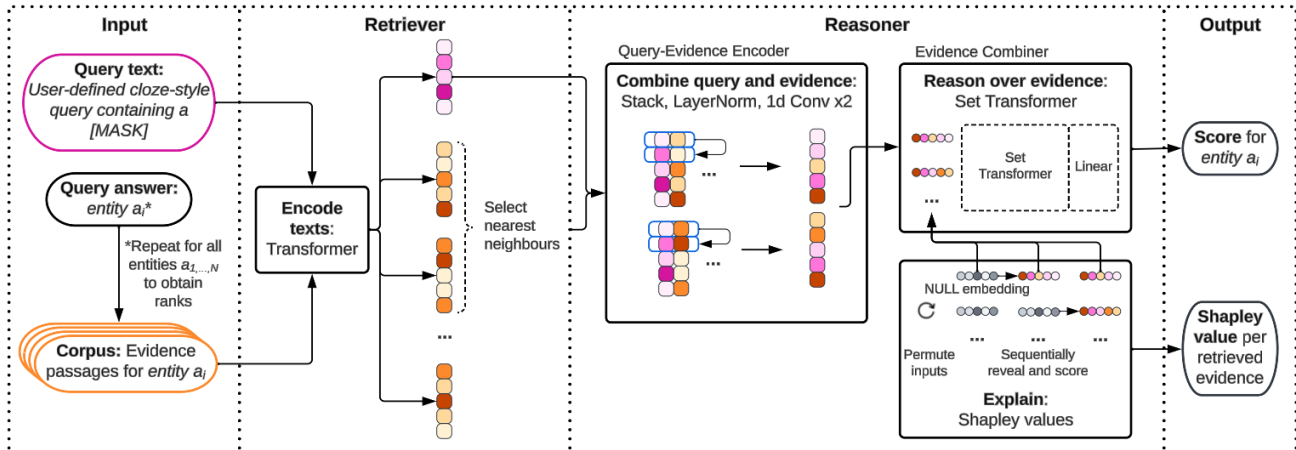 Input
Retriever
Reasoner
Output
Query text:
User-defined cloze-style
query containing a
[MASK]
Query answer:
entity aᵢ*
*Repeat for all
entities a₁,...,N
to obtain
ranks
Corpus: Evidence
passages for entity aᵢ
Encode
texts:
Transformer
Select
nearest
neighbours
...
Query-Evidence Encoder
Combine query and evidence:
Stack, LayerNorm, 1d Conv x2
...
...
Evidence Combiner
Reason over evidence:
Set Transformer
Set
Transformer
Linear
...
NULL embedding
... ... ...
Permute
inputs
Sequentially
reveal and score
Explain:
Shapley values
Score for
entity aᵢ
Shapley
value per
retrieved
evidence